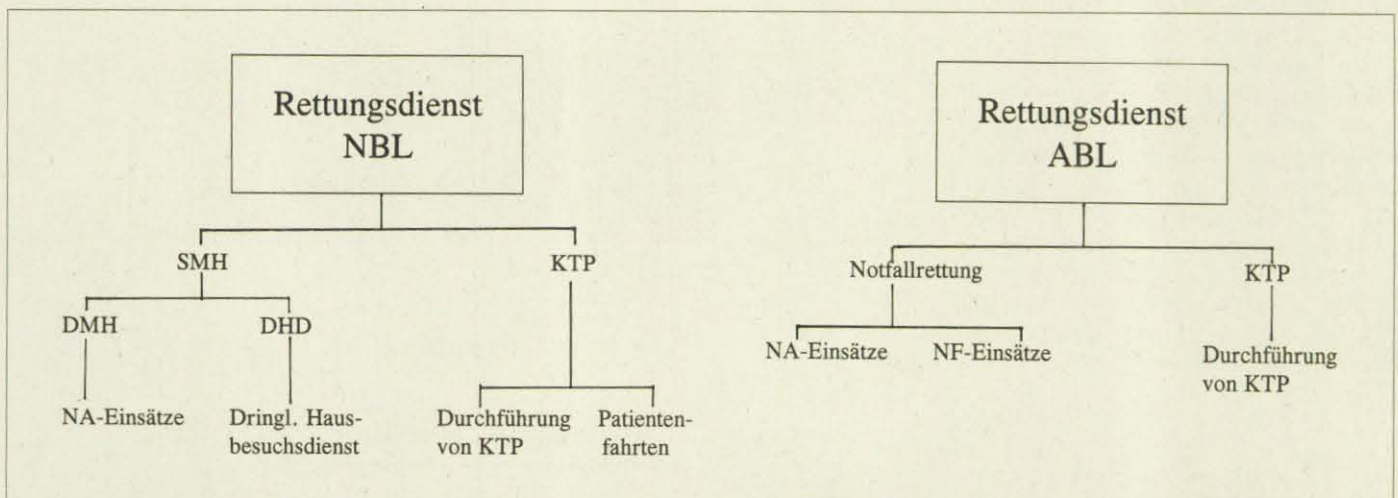 Rettungsdienst
NBL
SMH
KTP
DMH
DHD
NA-Einsätze
Dringl. Haus-
besuchsdienst
Durchführung
von KTP
Patienten-
fahrten
Rettungsdienst
ABL
Notfallrettung
KTP
NA-Einsätze
NF-Einsätze
Durchführung
von KTP